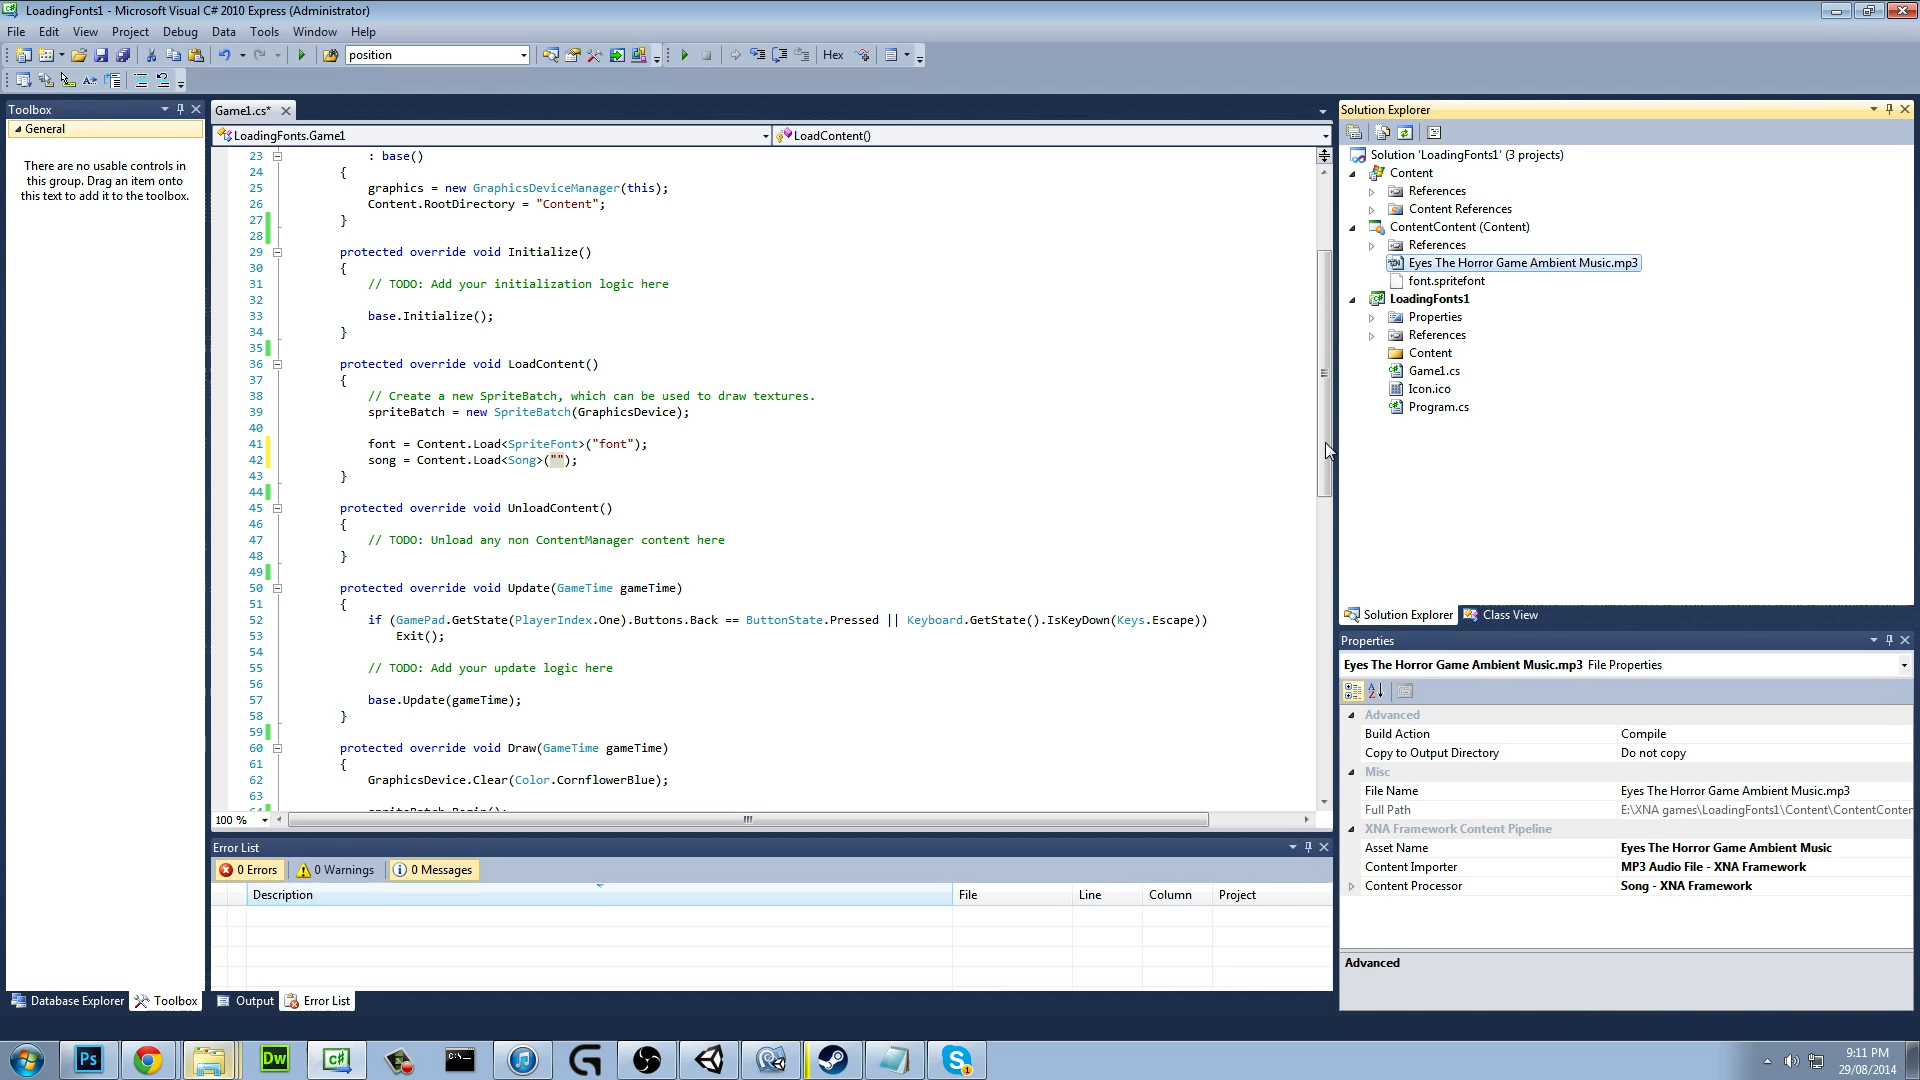 LoadingFonts1 - Microsoft Visual C# 2010 Express (Administrator)
File Edit View Project Debug Data Tools Window Help
position
Hex
Toolbox
General
There are no usable controls in
this group. Drag an item onto
this text to add it to the toolbox.
Game1.cs*
LoadingFonts.Game1
LoadContent()
23 : base()
24 {
25 graphics = new GraphicsDeviceManager(this);
26 Content.RootDirectory = "Content";
27 }
28
29 protected override void Initialize()
30 {
31 // TODO: Add your initialization logic here
32
33 base.Initialize();
34 }
35
36 protected override void LoadContent()
37 {
38 // Create a new SpriteBatch, which can be used to draw textures.
39 spriteBatch = new SpriteBatch(GraphicsDevice);
40
41 font = Content.Load<SpriteFont>("font");
42 song = Content.Load<Song>("");
43 }
44
45 protected override void UnloadContent()
46 {
47 // TODO: Unload any non ContentManager content here
48 }
49
50 protected override void Update(GameTime gameTime)
51 {
52 if (GamePad.GetState(PlayerIndex.One).Buttons.Back == ButtonState.Pressed || Keyboard.GetState().IsKeyDown(Keys.Escape))
53 Exit();
54
55 // TODO: Add your update logic here
56
57 base.Update(gameTime);
58 }
59
60 protected override void Draw(GameTime gameTime)
61 {
62 GraphicsDevice.Clear(Color.CornflowerBlue);
63
64 spriteBatch.Begin();
100 %
Error List
0 Errors 0 Warnings 0 Messages
Description File Line Column Project
Database Explorer Toolbox Output Error List
Solution Explorer
Solution 'LoadingFonts1' (3 projects)
Content
References
Content References
ContentContent (Content)
References
Eyes The Horror Game Ambient Music.mp3
font.spritefont
LoadingFonts1
Properties
References
Content
Game1.cs
Icon.ico
Program.cs
Solution Explorer Class View
Properties
Eyes The Horror Game Ambient Music.mp3 File Properties
Advanced
Build Action Compile
Copy to Output Directory Do not copy
Misc
File Name Eyes The Horror Game Ambient Music.mp3
Full Path E:\XNA games\LoadingFonts1\Content\ContentConter
XNA Framework Content Pipeline
Asset Name Eyes The Horror Game Ambient Music
Content Importer MP3 Audio File - XNA Framework
Content Processor Song - XNA Framework
Advanced
Ps
Dw
9:11 PM
29/08/2014